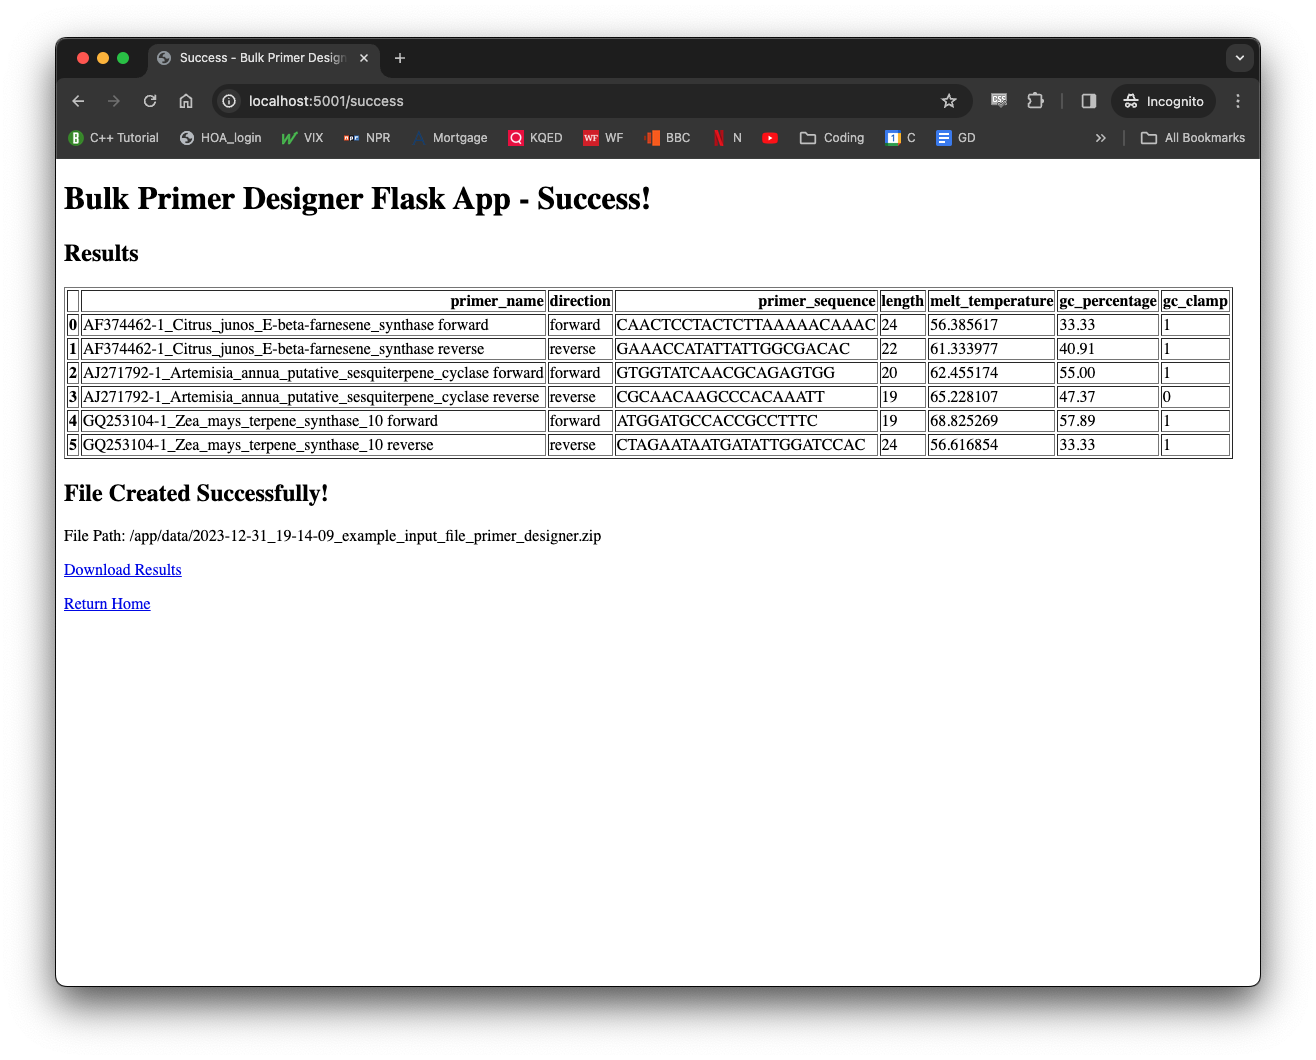 Success - Bulk Primer Design
localhost:5001/success
Incognito
B C++ Tutorial HOA_login VIX npr NPR Mortgage Q KQED WF WF BBC N N Coding 1 C GD » All Bookmarks
Bulk Primer Designer Flask App - Success!
Results
primer_name direction primer_sequence length melt_temperature gc_percentage gc_clamp
0 AF374462-1_Citrus_junos_E-beta-farnesene_synthase forward forward CAACTCCTACTCTTAAAAACAAAC 24 56.385617 33.33 1
1 AF374462-1_Citrus_junos_E-beta-farnesene_synthase reverse reverse GAAACCATATTATTGGCGACAC 22 61.333977 40.91 1
2 AJ271792-1_Artemisia_annua_putative_sesquiterpene_cyclase forward forward GTGGTATCAACGCAGAGTGG 20 62.455174 55.00 1
3 AJ271792-1_Artemisia_annua_putative_sesquiterpene_cyclase reverse reverse CGCAACAAGCCCACAAATT 19 65.228107 47.37 0
4 GQ253104-1_Zea_mays_terpene_synthase_10 forward forward ATGGATGCCACCGCCTTTC 19 68.825269 57.89 1
5 GQ253104-1_Zea_mays_terpene_synthase_10 reverse reverse CTAGAATAATGATATTGGATCCAC 24 56.616854 33.33 1
File Created Successfully!
File Path: /app/data/2023-12-31_19-14-09_example_input_file_primer_designer.zip
Download Results
Return Home